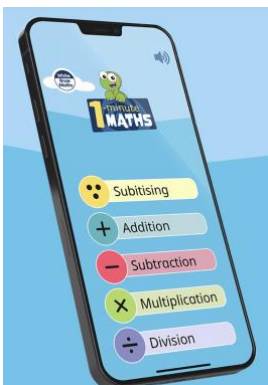 White
Rose
Maths
1-minute
MATHS
Subitising
Addition
Subtraction
Multiplication
Division